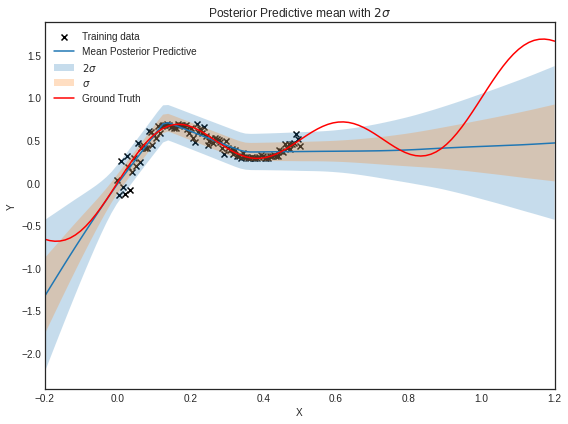 Posterior Predictive mean with 2σ
Training data
Mean Posterior Predictive
2σ
σ
Ground Truth
Y
1.5
1.0
0.5
0.0
−0.5
−1.0
−1.5
−2.0
−0.2 0.0 0.2 0.4 0.6 0.8 1.0 1.2
X